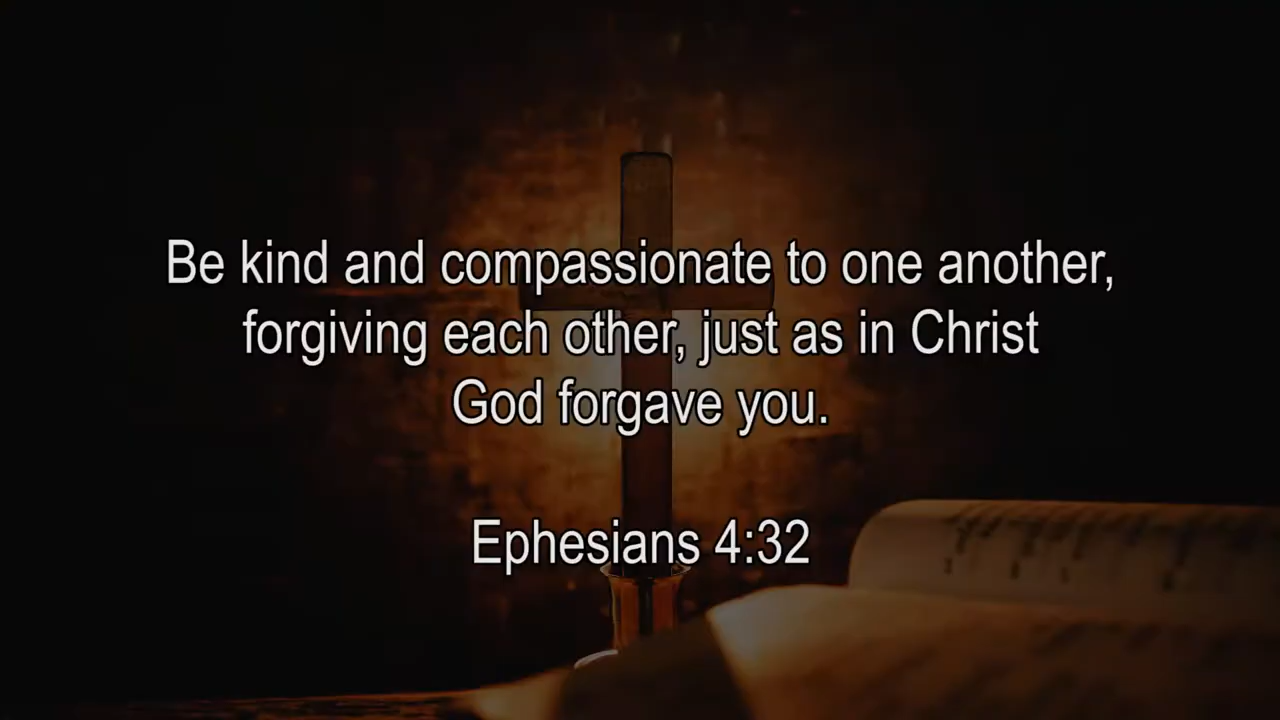 Be kind and compassionate to one another,
forgiving each other, just as in Christ
God forgave you.
Ephesians 4:32